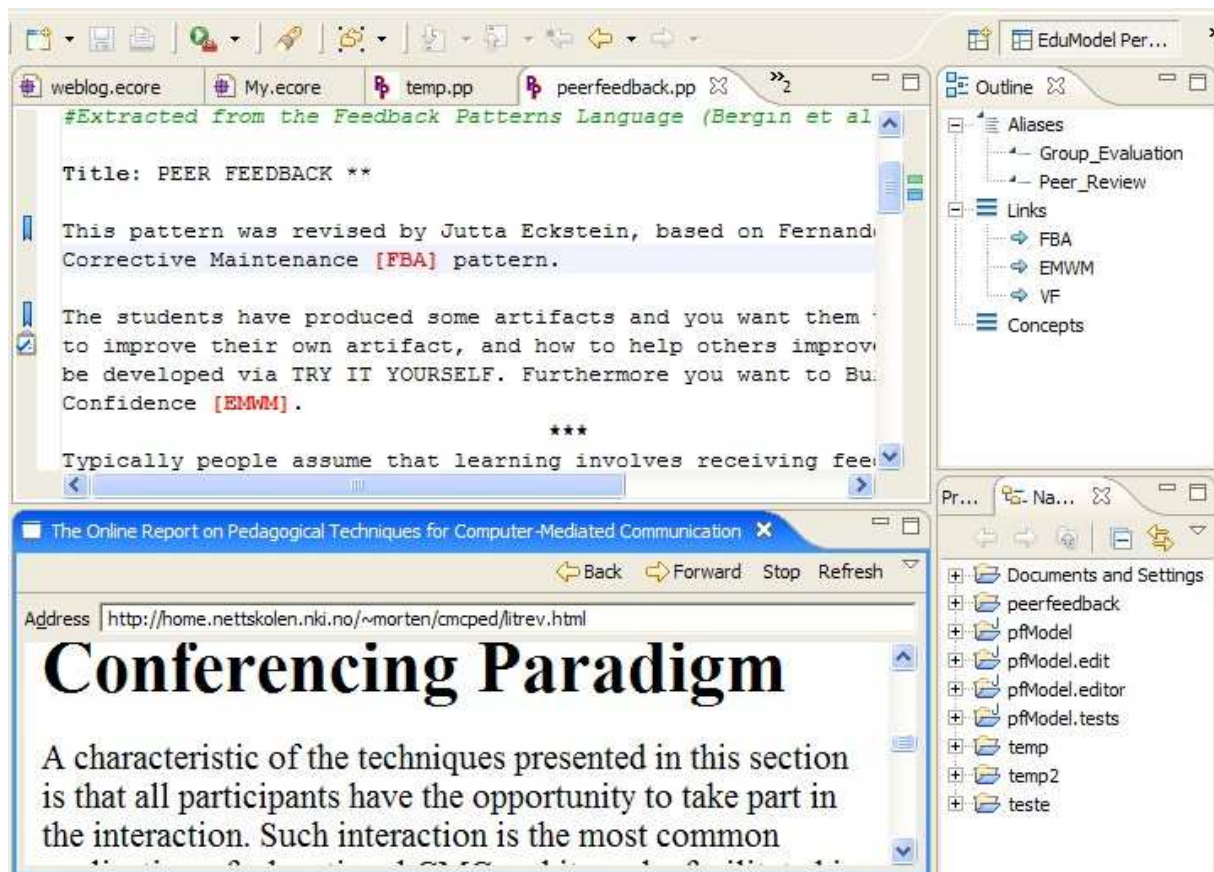 EduModel Per...
weblog.ecore
My.ecore
temp.pp
peerfeedback.pp
»2
#Extracted from the Feedback Patterns Language (Bergin et al
Title: PEER FEEDBACK **
This pattern was revised by Jutta Eckstein, based on Fernand
Corrective Maintenance [FBA] pattern.
The students have produced some artifacts and you want them
to improve their own artifact, and how to help others improv
be developed via TRY IT YOURSELF. Furthermore you want to Bu
Confidence [EMWM].
***
Typically people assume that learning involves receiving fee
Outline
Aliases
Group_Evaluation
Peer_Review
Links
FBA
EMWM
VF
Concepts
The Online Report on Pedagogical Techniques for Computer-Mediated Communication
Back Forward Stop Refresh
Address http://home.nettskolen.nki.no/~morten/cmcped/litrev.html
Conferencing Paradigm
A characteristic of the techniques presented in this section
is that all participants have the opportunity to take part in
the interaction. Such interaction is the most common
Pr... Na...
Documents and Settings
peerfeedback
pfModel
pfModel.edit
pfModel.editor
pfModel.tests
temp
temp2
teste